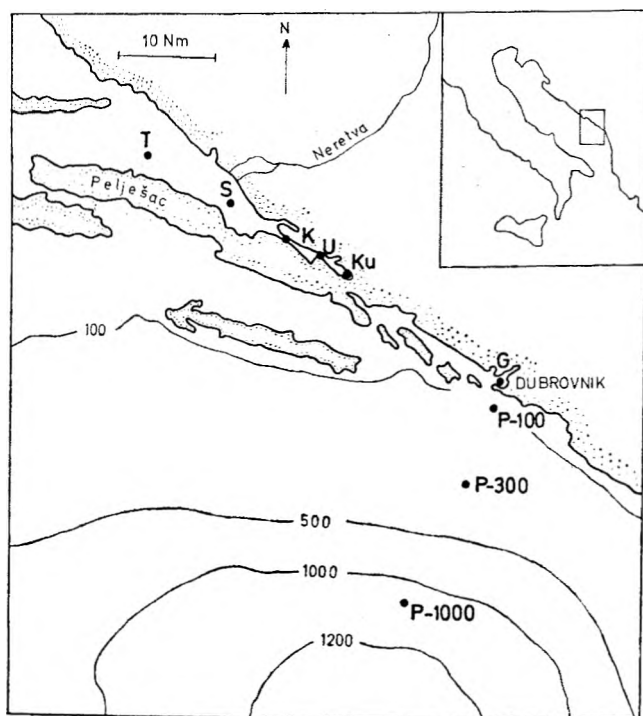 10 Nm
N
Neretva
T
S
Pelješac
K
U
Ku
100
G
DUBROVNIK
P-100
P-300
500
1000
P-1000
1200